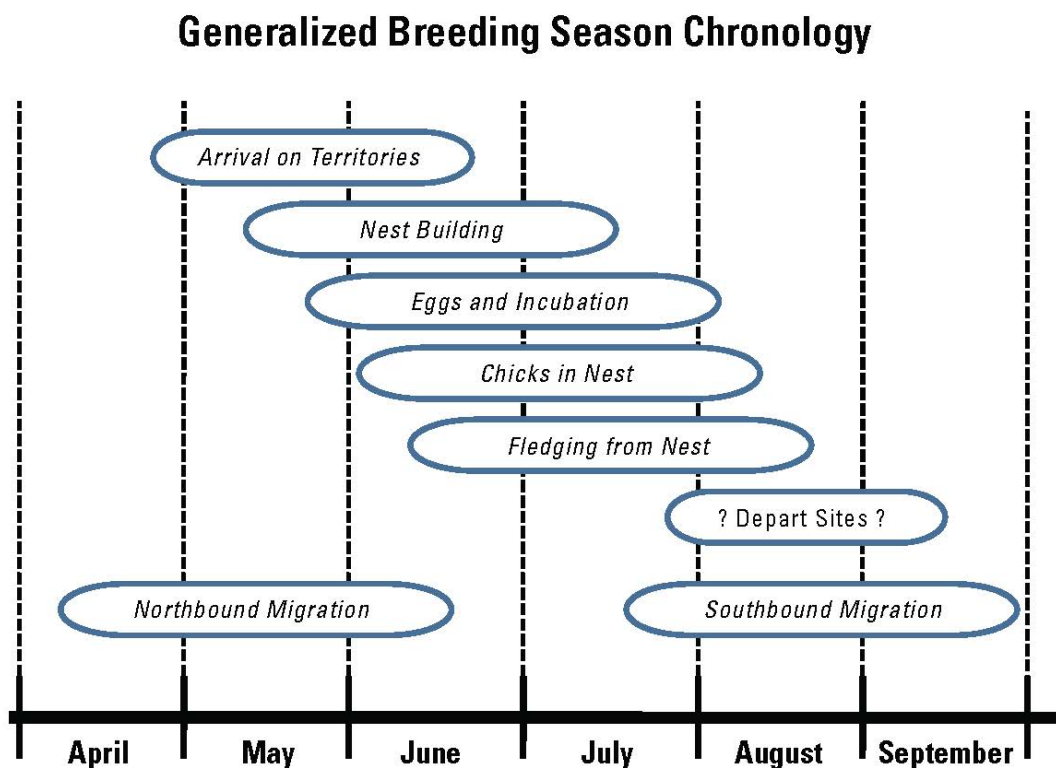 Generalized Breeding Season Chronology
Arrival on Territories
Nest Building
Eggs and Incubation
Chicks in Nest
Fledging from Nest
? Depart Sites ?
Northbound Migration
Southbound Migration
April
May
June
July
August
September